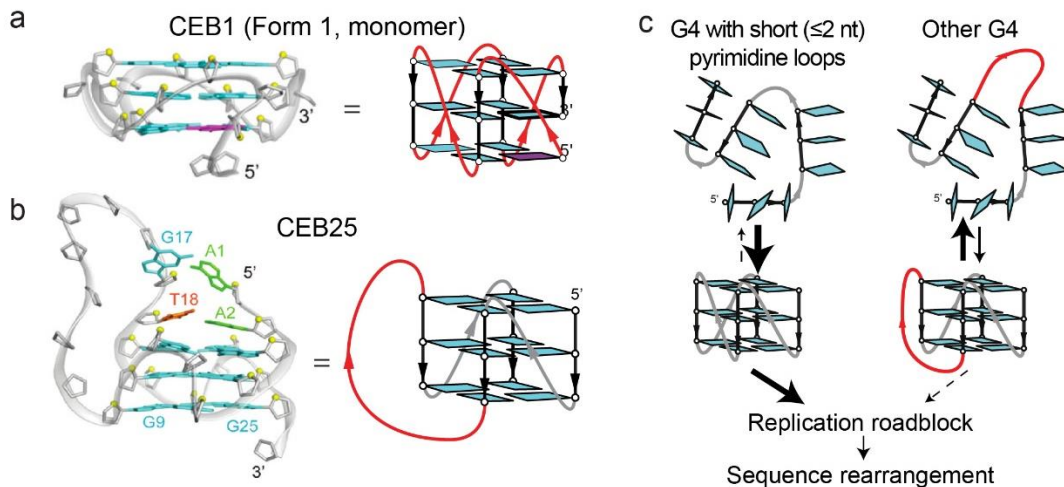 a
CEB1 (Form 1, monomer)
3'
5'
=
3'
5'
b
CEB25
G17
A1
5'
T18
A2
G9
G25
3'
=
5'
c
G4 with short (≤2 nt)
pyrimidine loops
Other G4
5'
5'
Replication roadblock
Sequence rearrangement